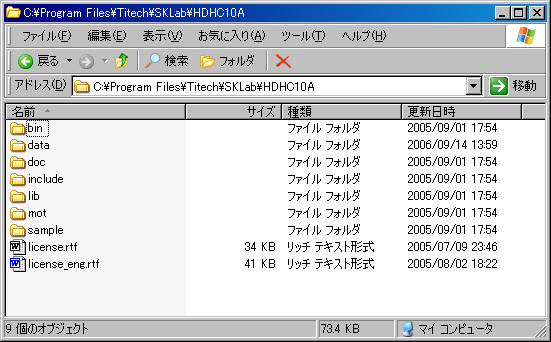 C:¥Program Files¥Titech¥SKLab¥HDHC10A
ファイル(F) 編集(E) 表示(V) お気に入り(A) ツール(T) ヘルプ(H)
戻る 検索 フォルダ
アドレス(D) C:¥Program Files¥Titech¥SKLab¥HDHC10A 移動
名前 サイズ 種類 更新日時
bin ファイル フォルダ 2005/09/01 17:54
data ファイル フォルダ 2006/09/14 13:59
doc ファイル フォルダ 2005/09/01 17:54
include ファイル フォルダ 2005/09/01 17:54
lib ファイル フォルダ 2005/09/01 17:54
mot ファイル フォルダ 2005/09/01 17:54
sample ファイル フォルダ 2005/09/01 17:54
license.rtf 34 KB リッチ テキスト形式 2005/07/09 23:46
license_eng.rtf 41 KB リッチ テキスト形式 2005/08/02 18:22
9 個のオブジェクト 73.4 KB マイ コンピュータ